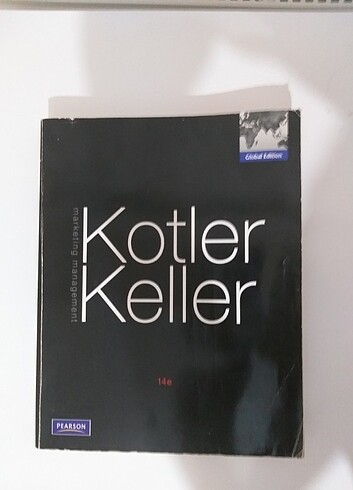 Global Edition
marketing management
Kotler
Keller
14e
PEARSON